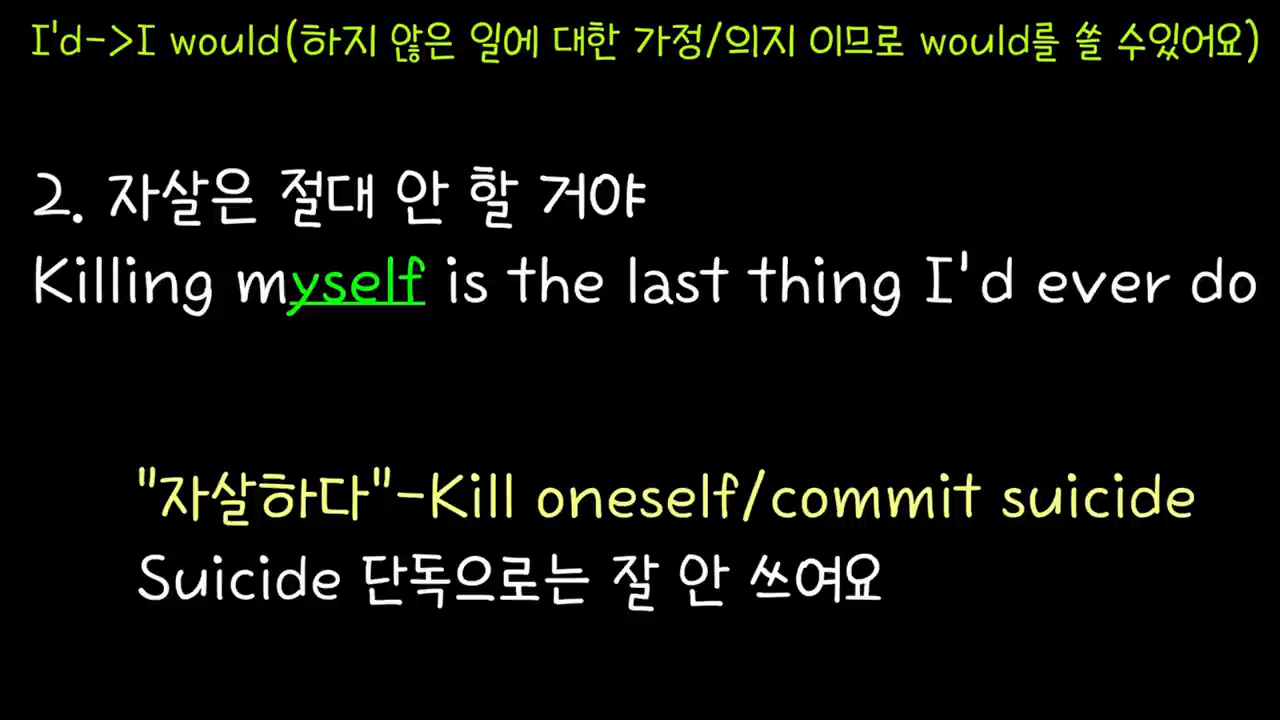 I'd->I would(하지 않은 일에 대한 가정/의지 이므로 would를 쓸 수있어요)
2. 자살은 절대 안 할 거야
Killing myself is the last thing I'd ever do
"자살하다"-Kill oneself/commit suicide
Suicide 단독으로는 잘 안 쓰여요